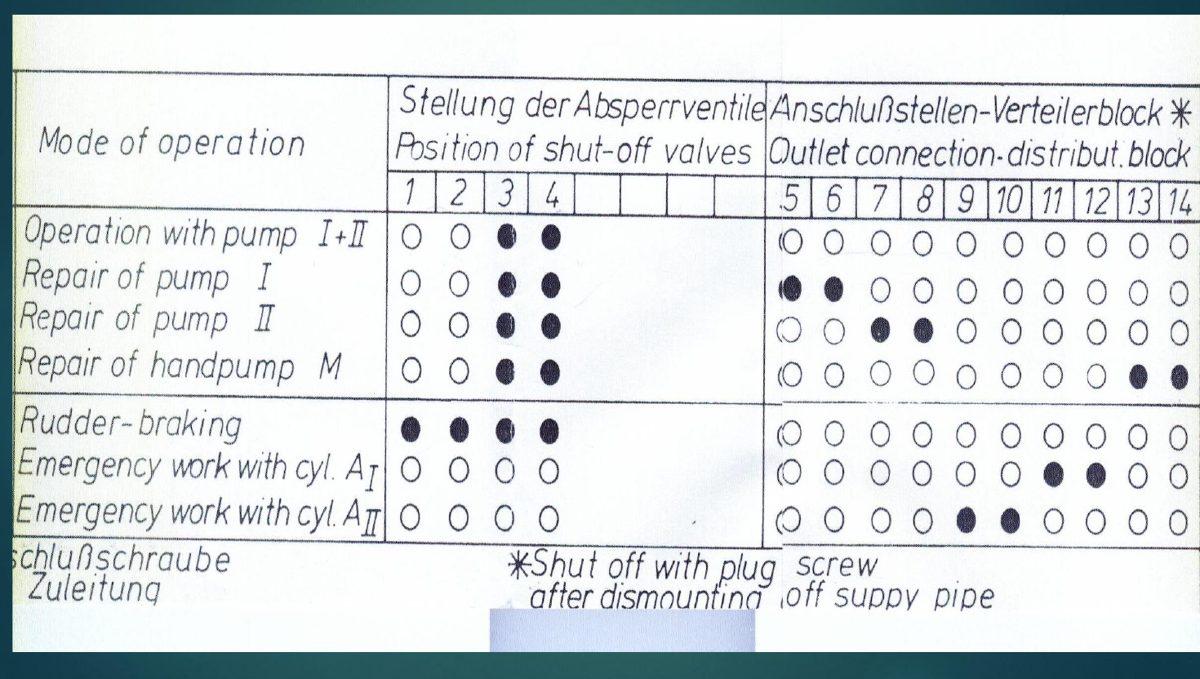 Mode of operation
Stellung der Absperrventile
Position of shut-off valves
Anschlußstellen-Verteilerblock *
Outlet connection-distribut. block
1 2 3 4
5 6 7 8 9 10 11 12 13 14
Operation with pump I+II
Repair of pump I
Repair of pump II
Repair of handpump M
Rudder-braking
Emergency work with cyl. A I
Emergency work with cyl. A II
schlußschraube
Zuleitung
*Shut off with plug screw
after dismounting off suppy pipe